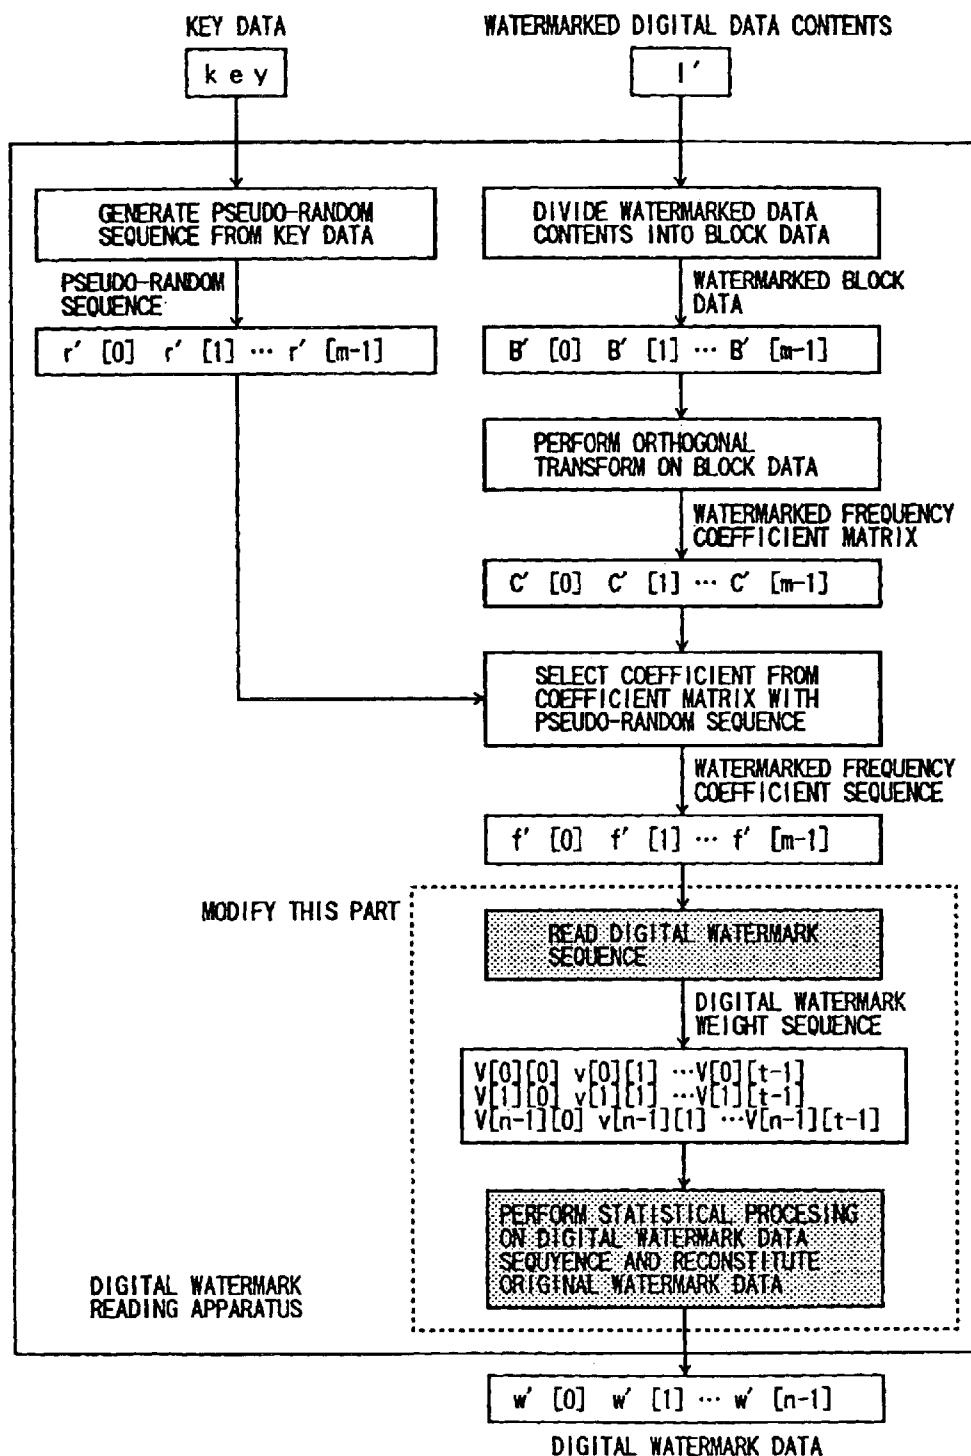 KEY DATA
WATERMARKED DIGITAL DATA CONTENTS
key
I′
GENERATE PSEUDO-RANDOM
SEQUENCE FROM KEY DATA
DIVIDE WATERMARKED DATA
CONTENTS INTO BLOCK DATA
PSEUDO-RANDOM
SEQUENCE
WATERMARKED BLOCK
DATA
r′ [0] r′ [1] ··· r′ [m-1]
B′ [0] B′ [1] ··· B′ [m-1]
PERFORM ORTHOGONAL
TRANSFORM ON BLOCK DATA
WATERMARKED FREQUENCY
COEFFICIENT MATRIX
C′ [0] C′ [1] ··· C′ [m-1]
SELECT COEFFICIENT FROM
COEFFICIENT MATRIX WITH
PSEUDO-RANDOM SEQUENCE
WATERMARKED FREQUENCY
COEFFICIENT SEQUENCE
f′ [0] f′ [1] ··· f′ [m-1]
MODIFY THIS PART
READ DIGITAL WATERMARK
SEQUENCE
DIGITAL WATERMARK
WEIGHT SEQUENCE
V[0][0] v[0][1] ···V[0][t-1]
V[1][0] v[1][1] ···V[1][t-1]
V[n-1][0] v[n-1][1] ···V[n-1][t-1]
PERFORM STATISTICAL PROCESING
ON DIGITAL WATERMARK DATA
SEQUYENCE AND RECONSTITUTE
ORIGINAL WATERMARK DATA
DIGITAL WATERMARK
READING APPARATUS
w′ [0] w′ [1] ··· w′ [n-1]
DIGITAL WATERMARK DATA